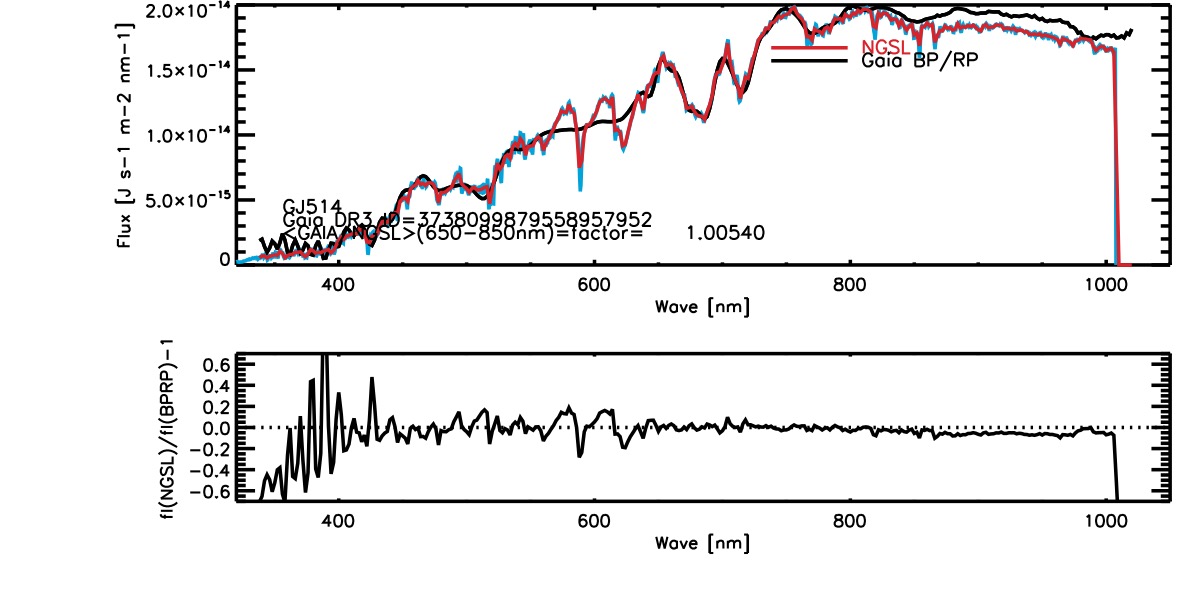 2.0×10−14
1.5×10−14
1.0×10−14
5.0×10−15
0
Flux [J s−1 m−2 nm−1]
NGSL
Gaia BP/RP
GJ514
Gaia DR3 ID=3738099879558957952
<GAIA/NGSL>(650−850nm)=factor= 1.00540
400 600 800 1000
Wave [nm]
fl(NGSL)/fl(BPRP)−1
0.6
0.4
0.2
0.0
−0.2
−0.4
−0.6
400 600 800 1000
Wave [nm]